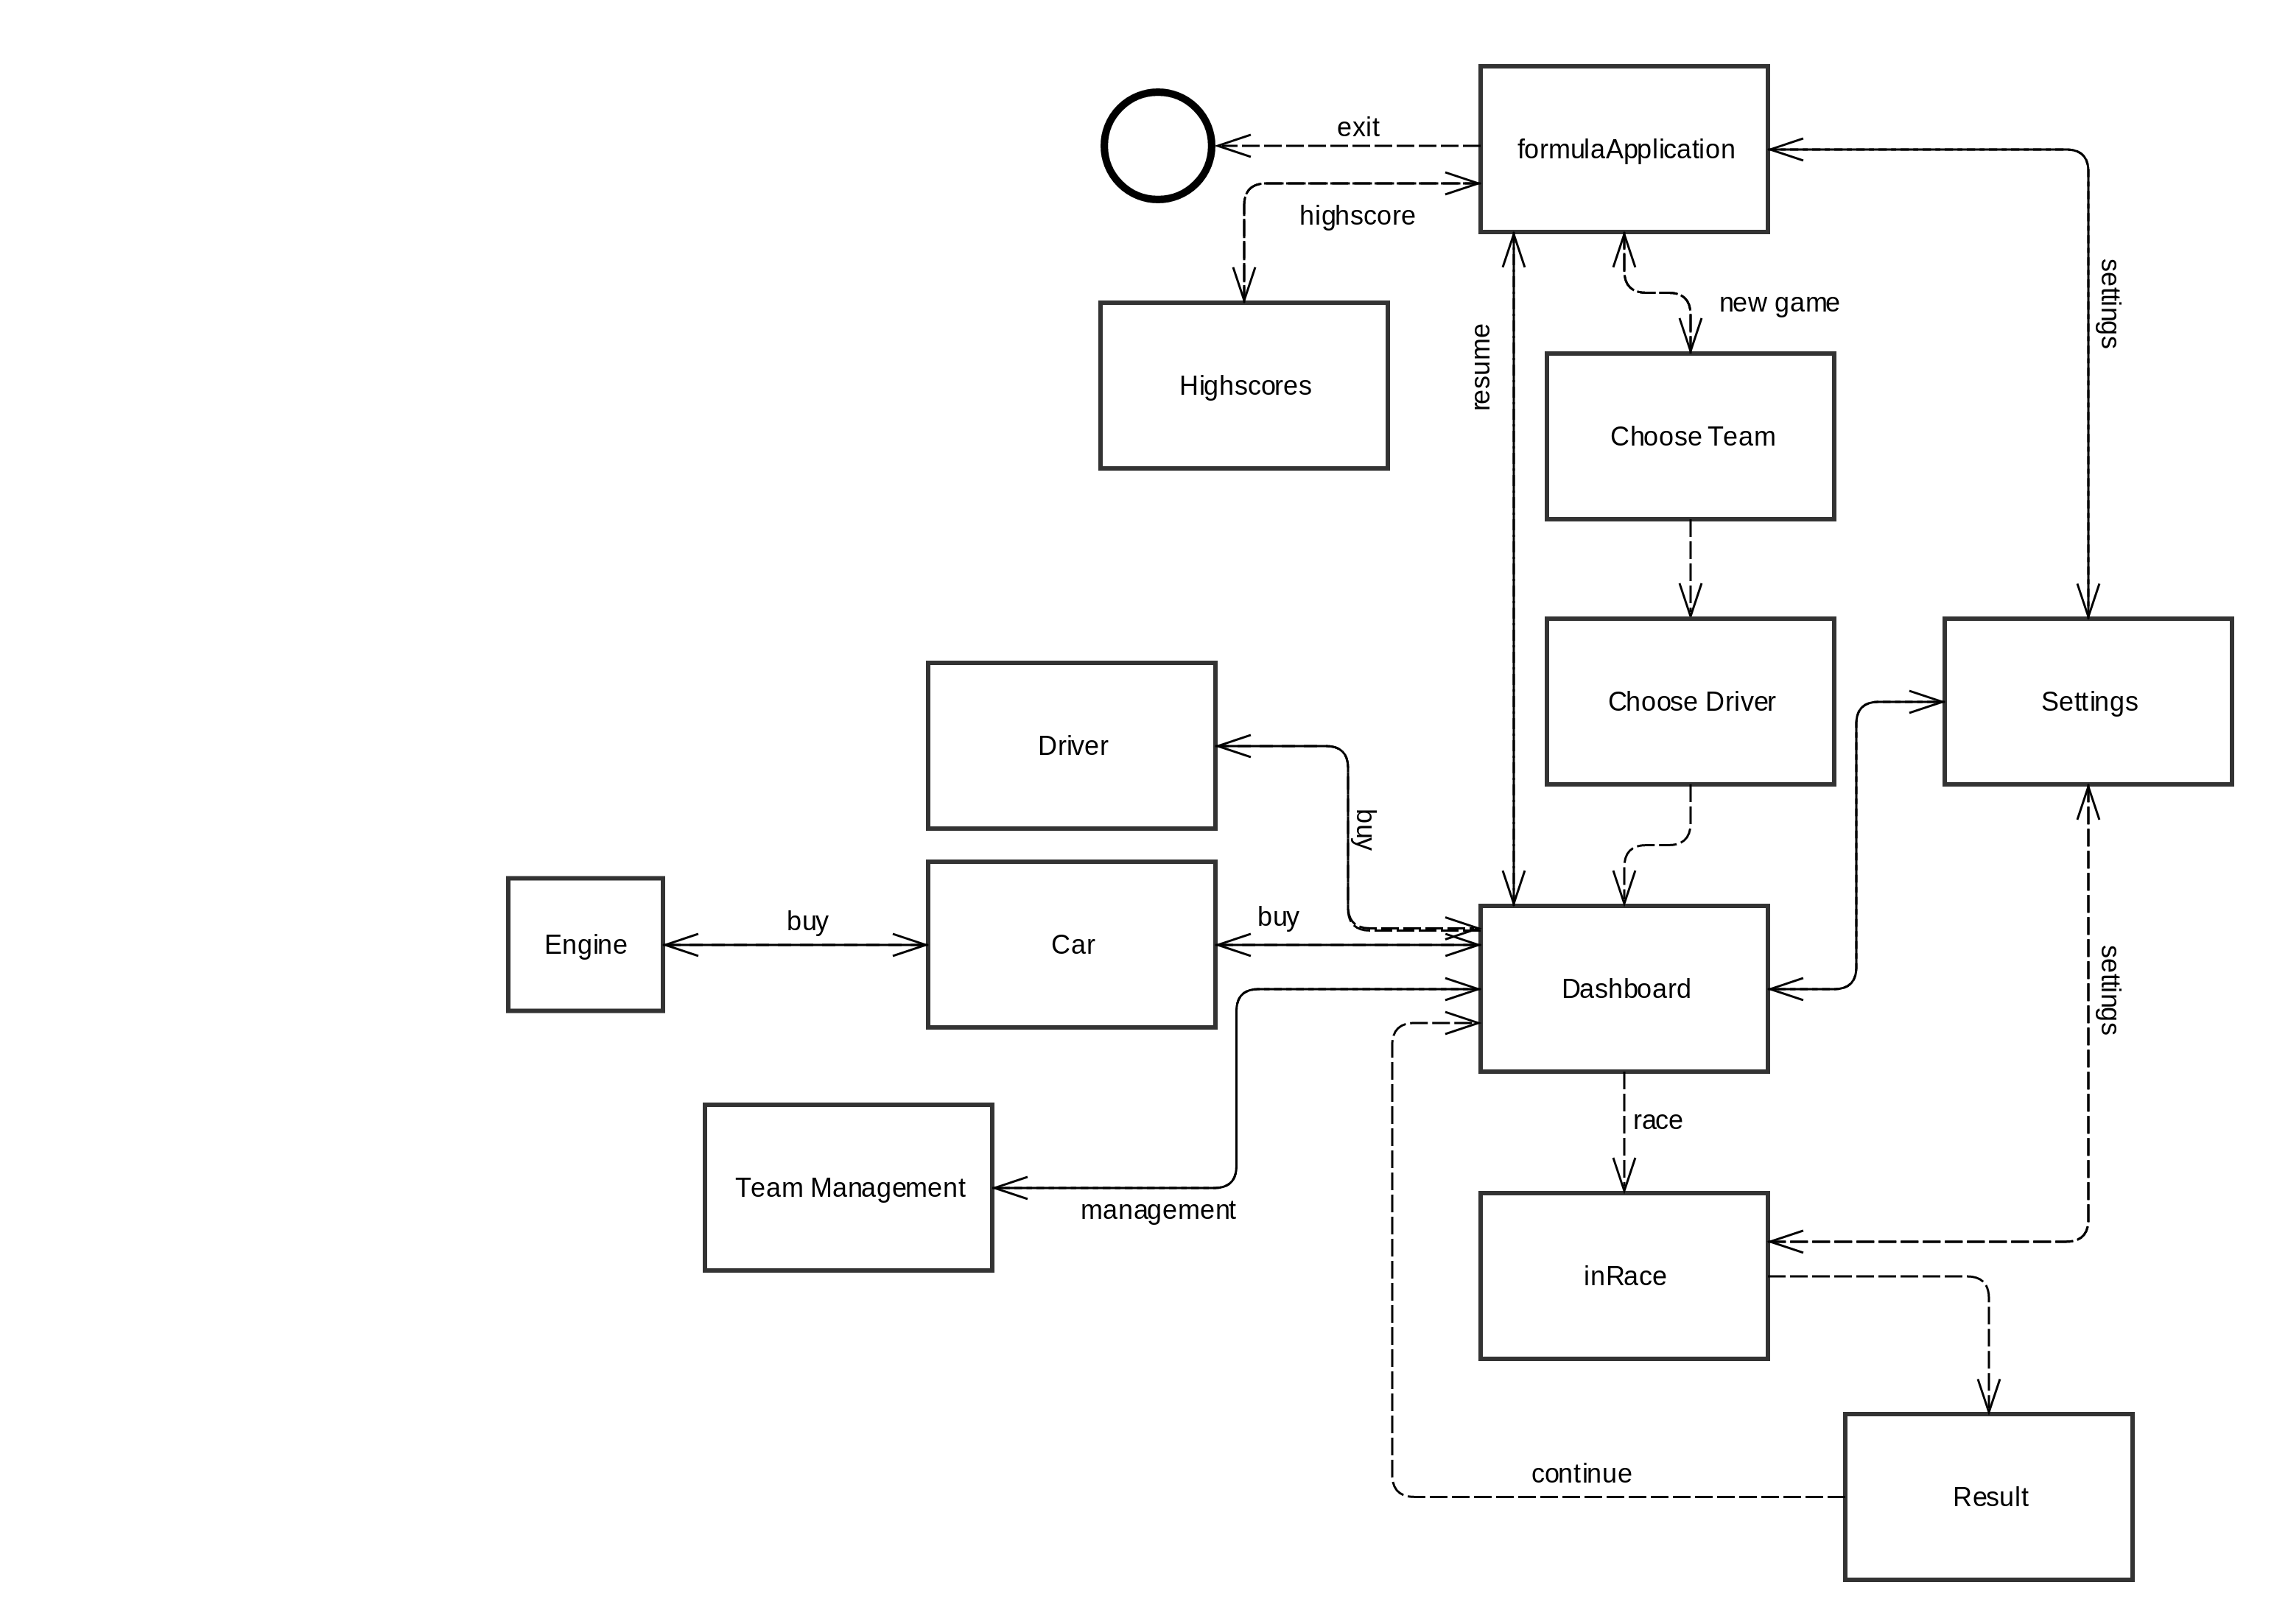 exit
formulaApplication
highscore
settings
new game
resume
Highscores
Choose Team
Choose Driver
Settings
Driver
buy
buy
buy
Engine
Car
Dashboard
settings
race
Team Management
management
inRace
continue
Result